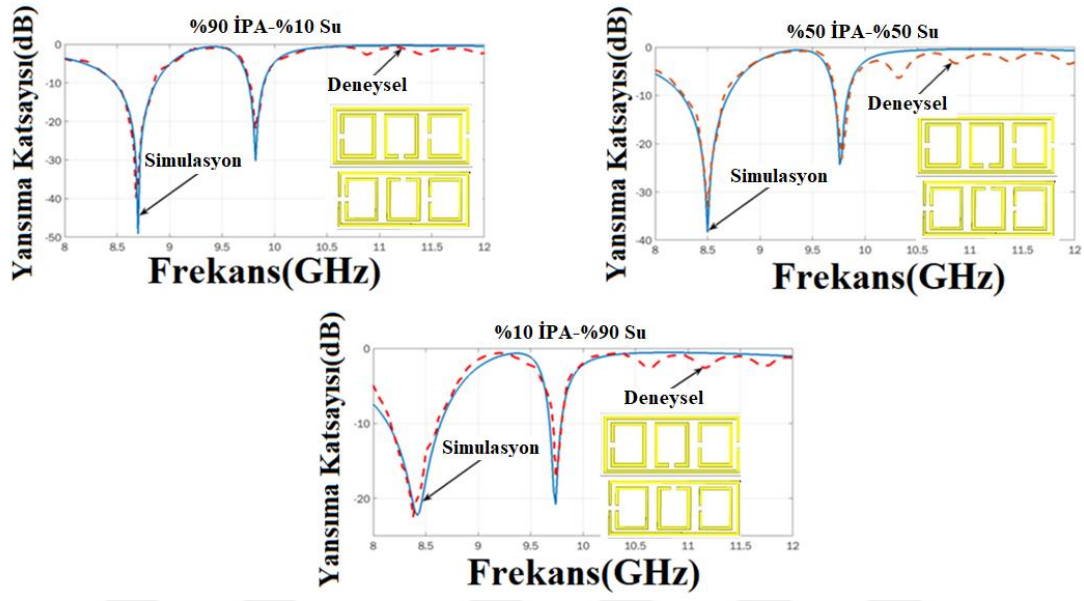 %90 İPA-%10 Su
Yansıma Katsayısı(dB)
0
-10
-20
-30
-40
-50
Deneysel
Simulasyon
8 8.5 9 9.5 10 10.5 11 11.5 12
Frekans(GHz)
%50 İPA-%50 Su
Yansıma Katsayısı(dB)
0
-10
-20
-30
-40
Deneysel
Simulasyon
8 8.5 9 9.5 10 10.5 11 11.5 12
Frekans(GHz)
%10 İPA-%90 Su
Yansıma Katsayısı(dB)
0
-10
-20
Deneysel
Simulasyon
8 8.5 9 9.5 10 10.5 11 11.5 12
Frekans(GHz)